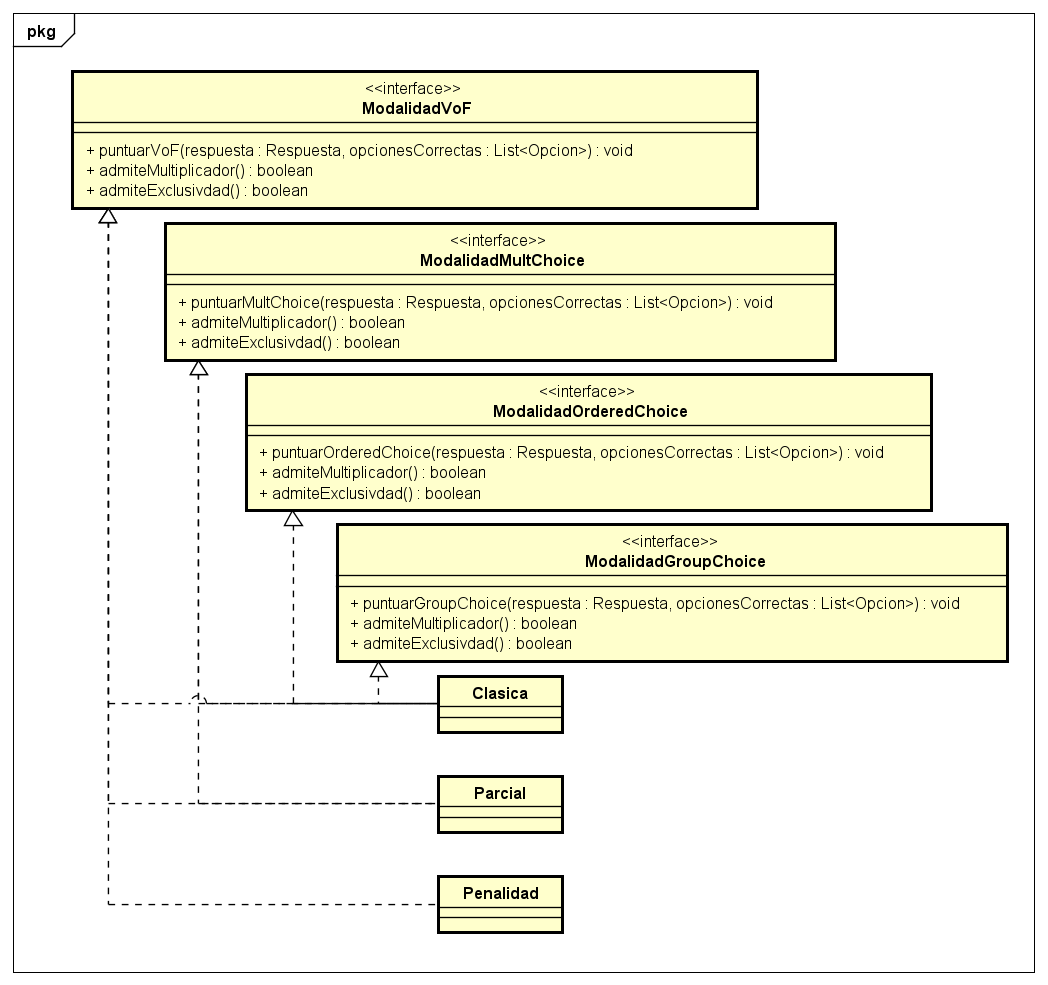 pkg
<<interface>>
ModalidadVoF
+ puntuarVoF(respuesta : Respuesta, opcionesCorrectas : List<Opcion>) : void
+ admiteMultiplicador() : boolean
+ admiteExclusivdad() : boolean
<<interface>>
ModalidadMultChoice
+ puntuarMultChoice(respuesta : Respuesta, opcionesCorrectas : List<Opcion>) : void
+ admiteMultiplicador() : boolean
+ admiteExclusivdad() : boolean
<<interface>>
ModalidadOrderedChoice
+ puntuarOrderedChoice(respuesta : Respuesta, opcionesCorrectas : List<Opcion>) : void
+ admiteMultiplicador() : boolean
+ admiteExclusivdad() : boolean
<<interface>>
ModalidadGroupChoice
+ puntuarGroupChoice(respuesta : Respuesta, opcionesCorrectas : List<Opcion>) : void
+ admiteMultiplicador() : boolean
+ admiteExclusivdad() : boolean
Clasica
Parcial
Penalidad